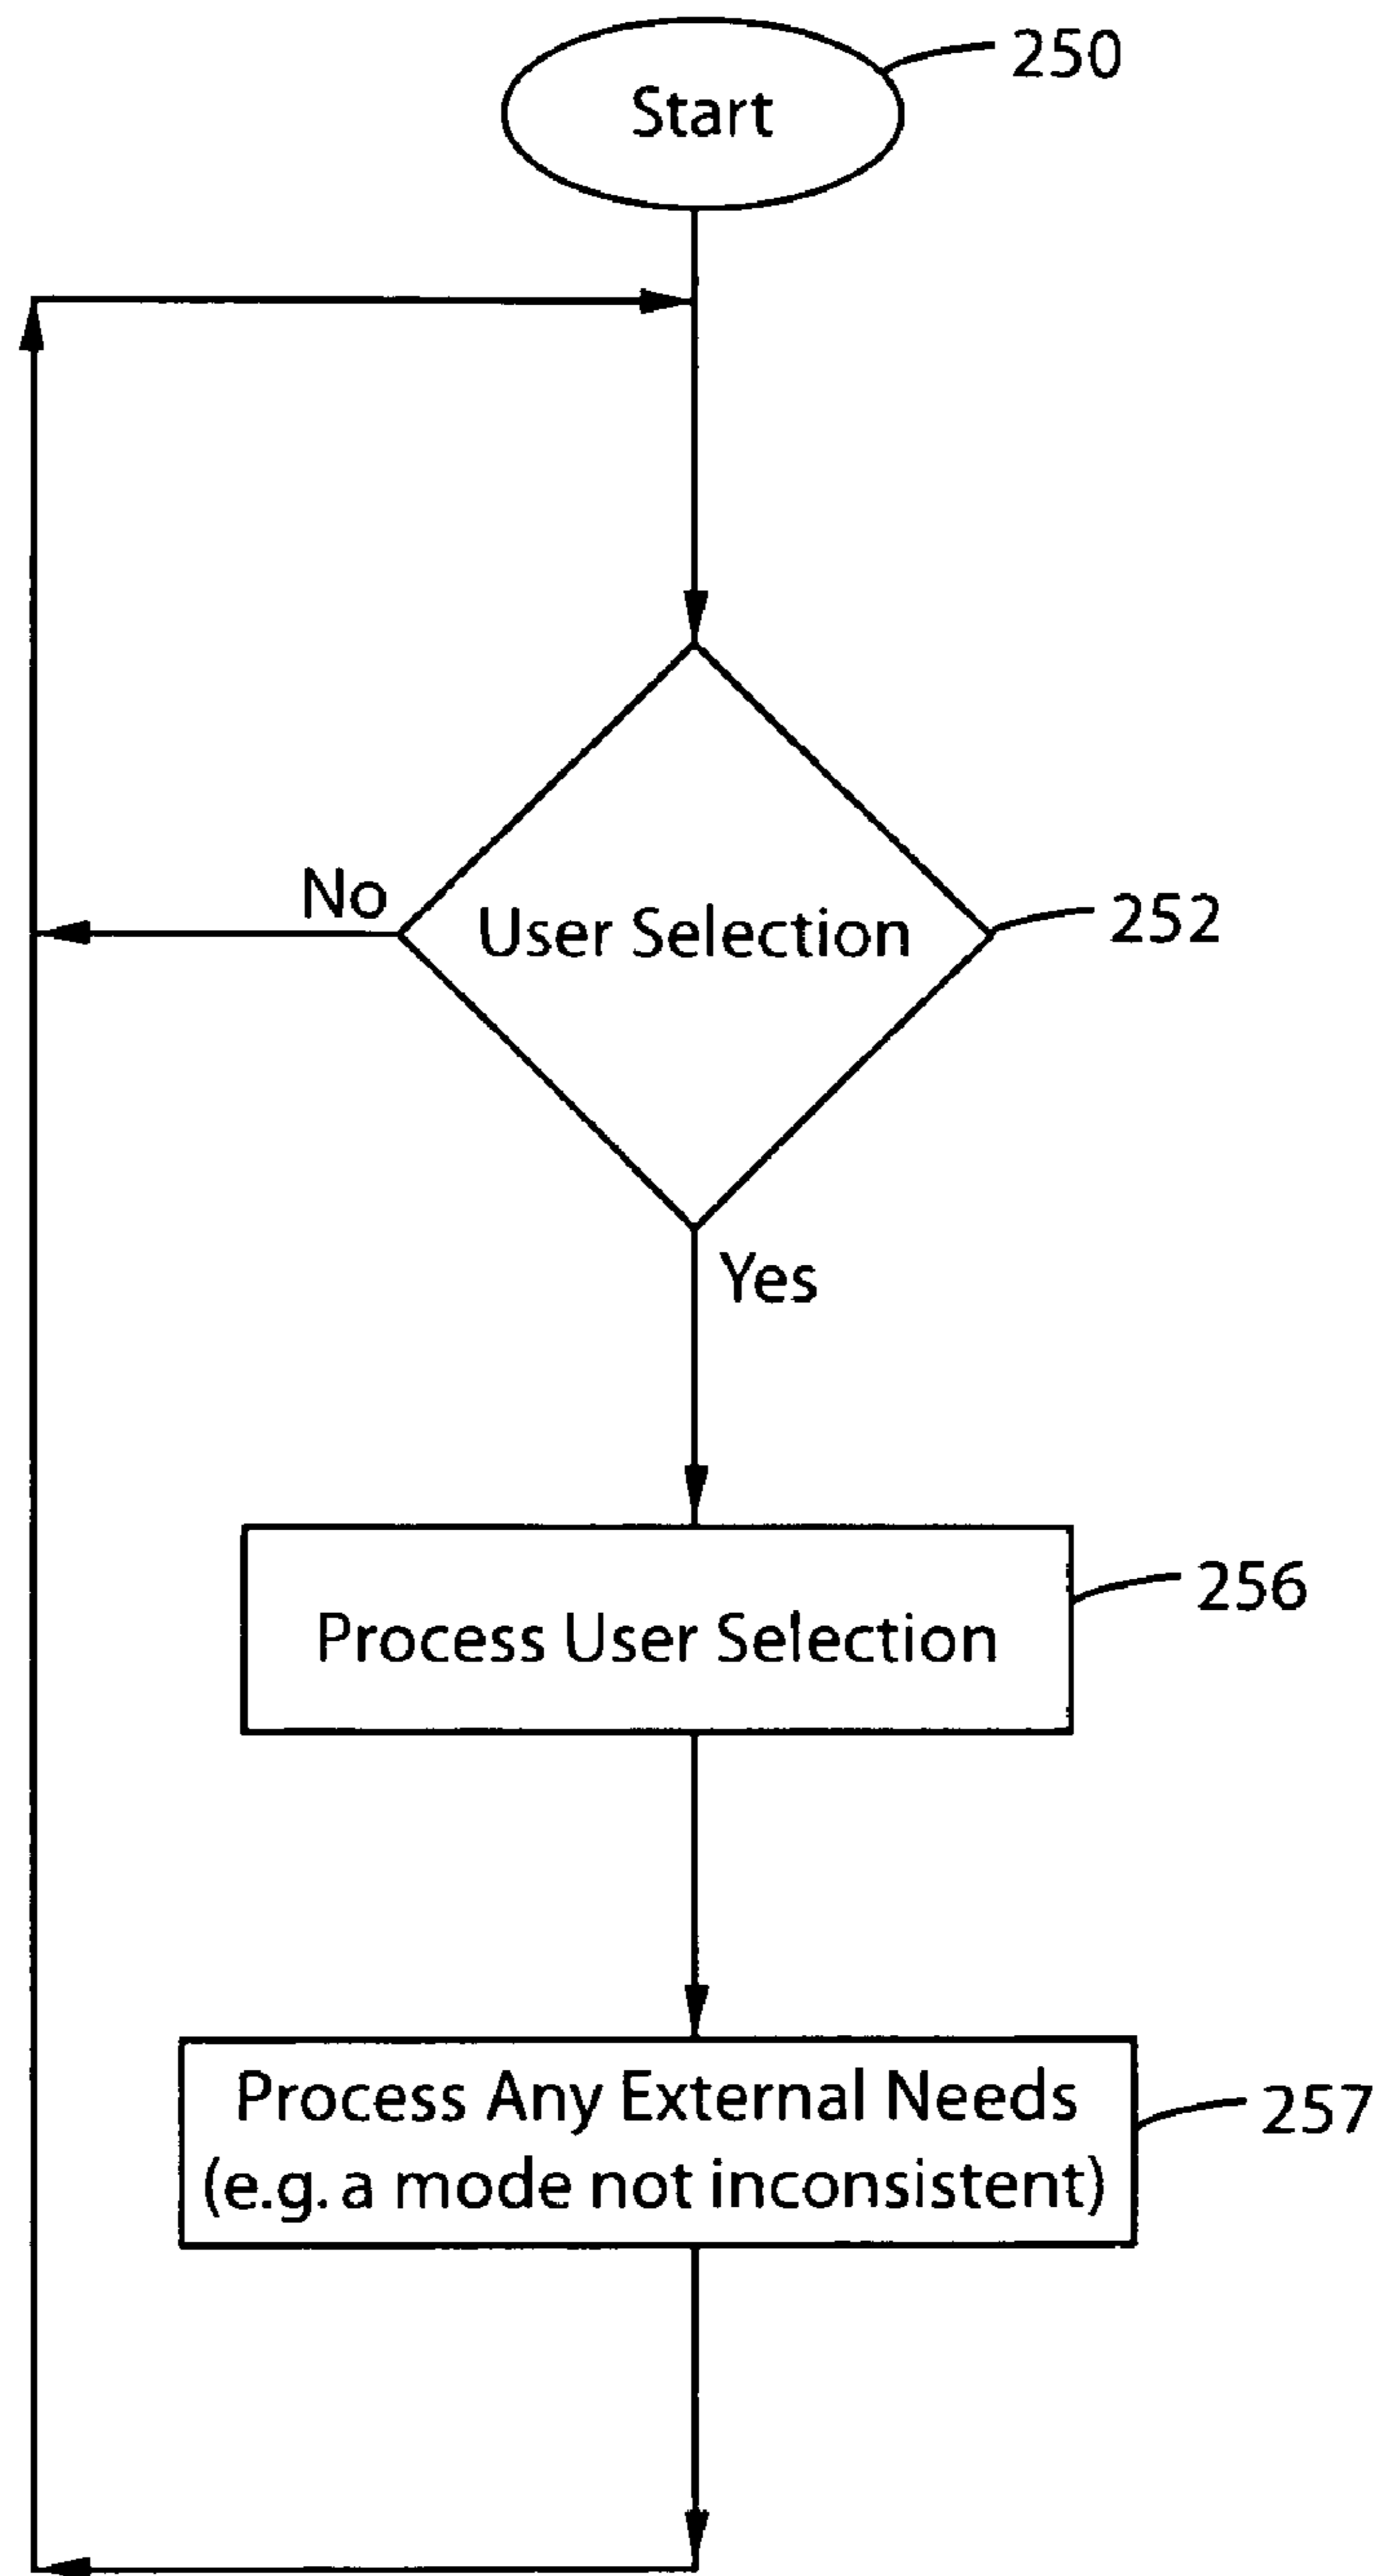 Start
250
No
User Selection
252
Yes
Process User Selection
256
Process Any External Needs
(e.g. a mode not inconsistent)
257